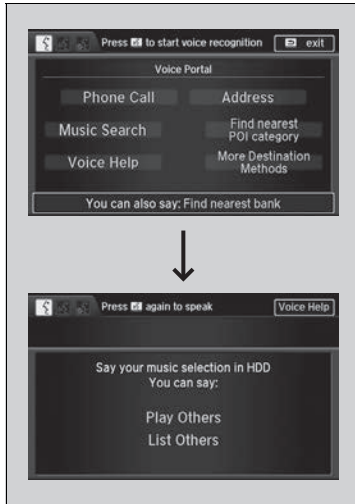 Press to start voice recognition exit
Voice Portal
Phone Call Address
Music Search Find nearest
POI category
Voice Help More Destination
Methods
You can also say: Find nearest bank
Press again to speak Voice Help
Say your music selection in HDD
You can say:
Play Others
List Others